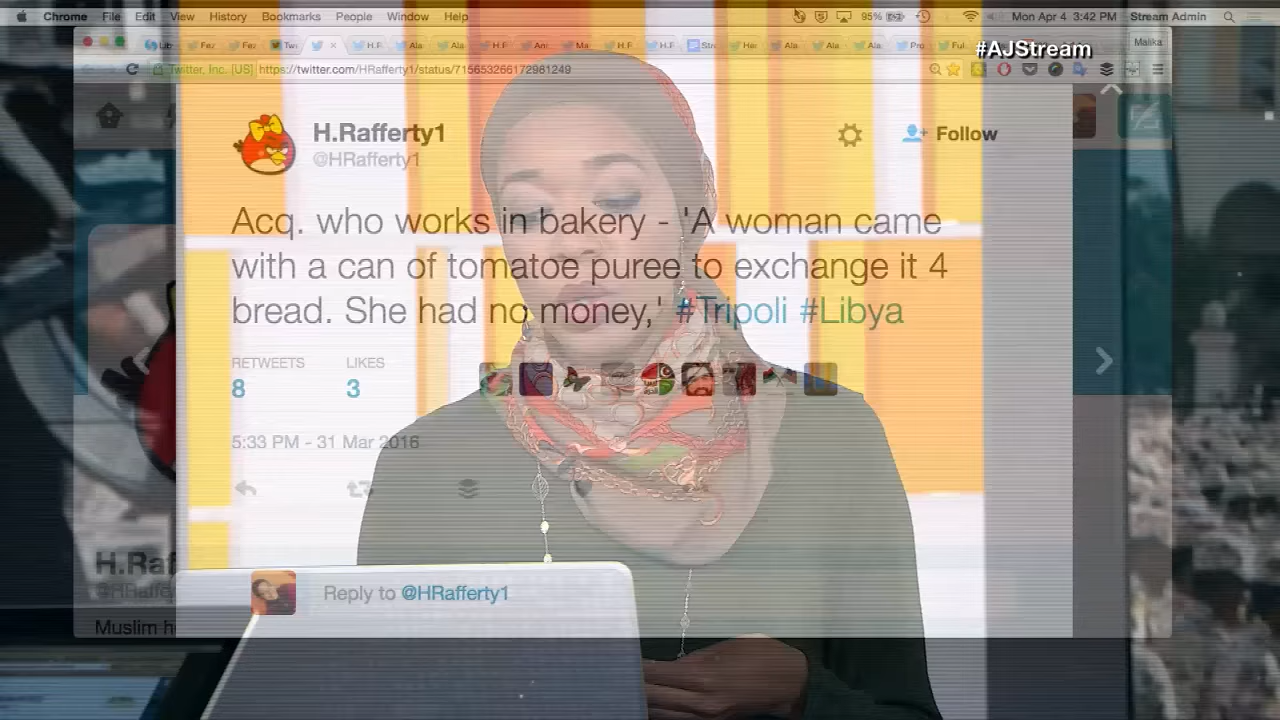 Chrome File Edit View History Bookmarks People Window Help 95% Mon Apr 4 3:42 PM Stream Admin
#AJStream
Malika
Twitter, Inc. [US] https://twitter.com/HRafferty1/status/715653266172981249
H.Rafferty1
@HRafferty1
Follow
Acq. who works in bakery - 'A woman came
with a can of tomatoe puree to exchange it 4
bread. She had no money,' #Tripoli #Libya
RETWEETS LIKES
8 3
5:33 PM - 31 Mar 2016
H.Raf
@HRafferty
Reply to @HRafferty1
Muslim h